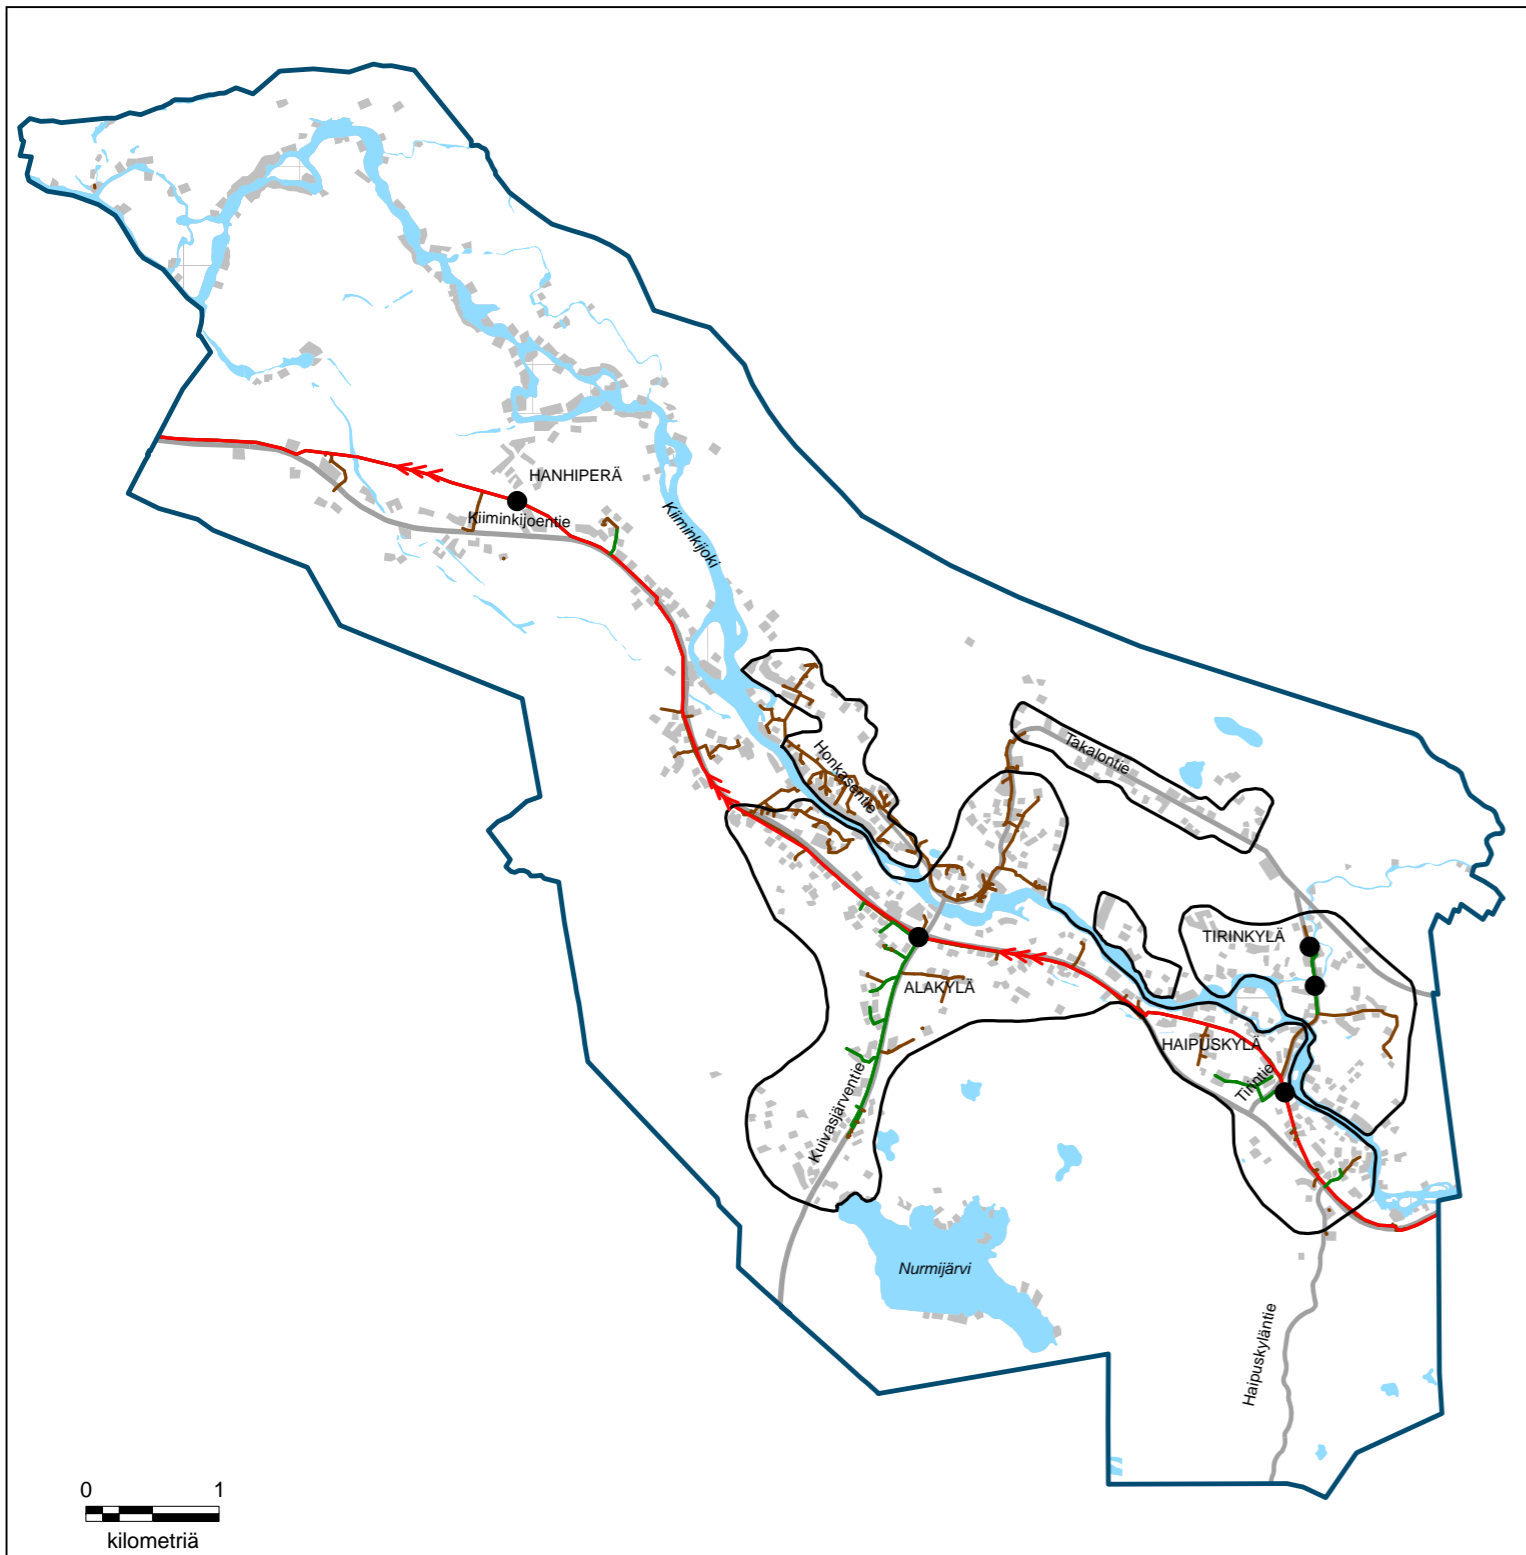 HANHIPERÄ
Kiiminkijoentie
Kiiminkijoki
Takalontie
Honkasentie
TIRINKYLÄ
ALAKYLÄ
HAIPUSKYLÄ
Tirintie
Kuivasjärventie
Nurmijärvi
Haipuskyläntie
0 1
kilometriä